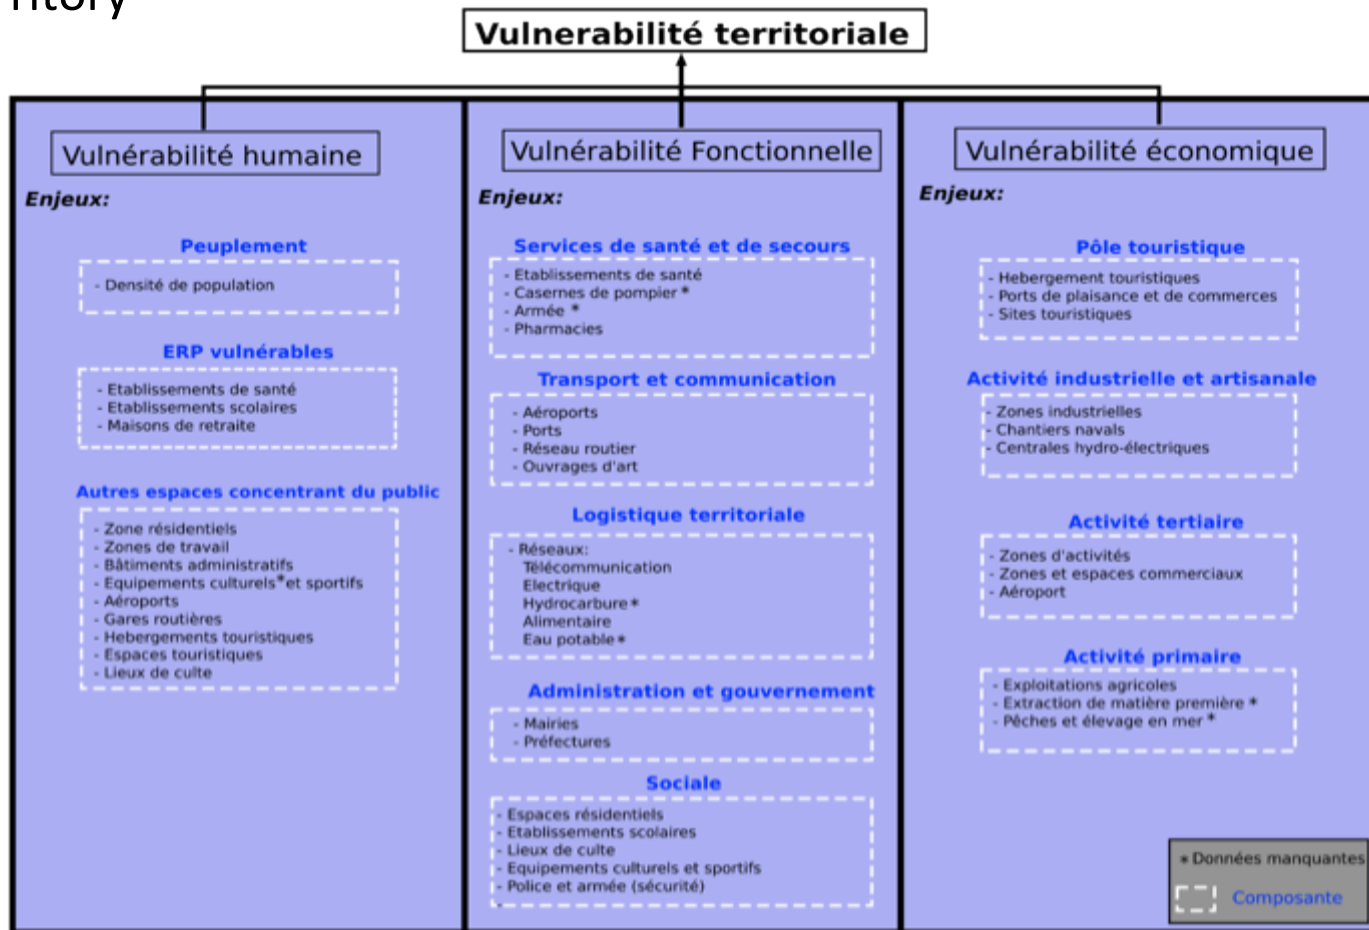 ritory
Vulnerabilité territoriale
Vulnérabilité humaine
Enjeux:
Peuplement
- Densité de population
ERP vulnérables
- Etablissements de santé
- Etablissements scolaires
- Maisons de retraite
Autres espaces concentrant du public
- Zone résidentiels
- Zones de travail
- Bâtiments administratifs
- Equipements culturels*et sportifs
- Aéroports
- Gares routières
- Hebergements touristiques
- Espaces touristiques
- Lieux de culte
Vulnérabilité Fonctionnelle
Enjeux:
Services de santé et de secours
- Etablissements de santé
- Casernes de pompier *
- Armée *
- Pharmacies
Transport et communication
- Aéroports
- Ports
- Réseau routier
- Ouvrages d'art
Logistique territoriale
- Réseaux:
Télécommunication
Electrique
Hydrocarbure*
Alimentaire
Eau potable*
Administration et gouvernement
- Mairies
- Préfectures
Sociale
- Espaces résidentiels
- Etablissements scolaires
- Lieux de culte
- Equipements culturels et sportifs
- Police et armée (sécurité)
-
Vulnérabilité économique
Enjeux:
Pôle touristique
- Hebergement touristiques
- Ports de plaisance et de commerces
- Sites touristiques
Activité industrielle et artisanale
- Zones industrielles
- Chantiers navals
- Centrales hydro-électriques
Activité tertiaire
- Zones d'activités
- Zones et espaces commerciaux
- Aéroport
Activité primaire
- Exploitations agricoles
- Extraction de matière première *
- Pêches et élevage en mer *
* Données manquantes
Composante